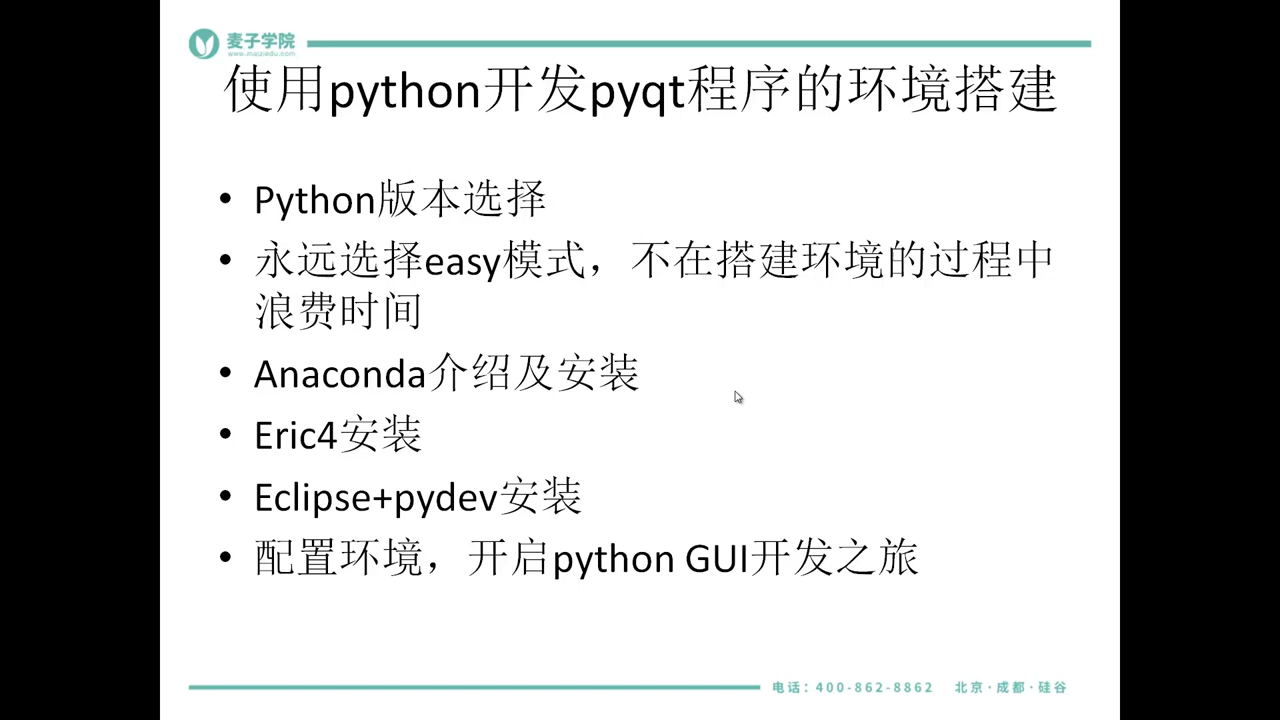 麦子学院
www.maiziedu.com
使用python开发pyqt程序的环境搭建
• Python版本选择
• 永远选择easy模式，不在搭建环境的过程中
浪费时间
• Anaconda介绍及安装
• Eric4安装
• Eclipse+pydev安装
• 配置环境，开启python GUI开发之旅
电话：400-862-8862 北京·成都·硅谷